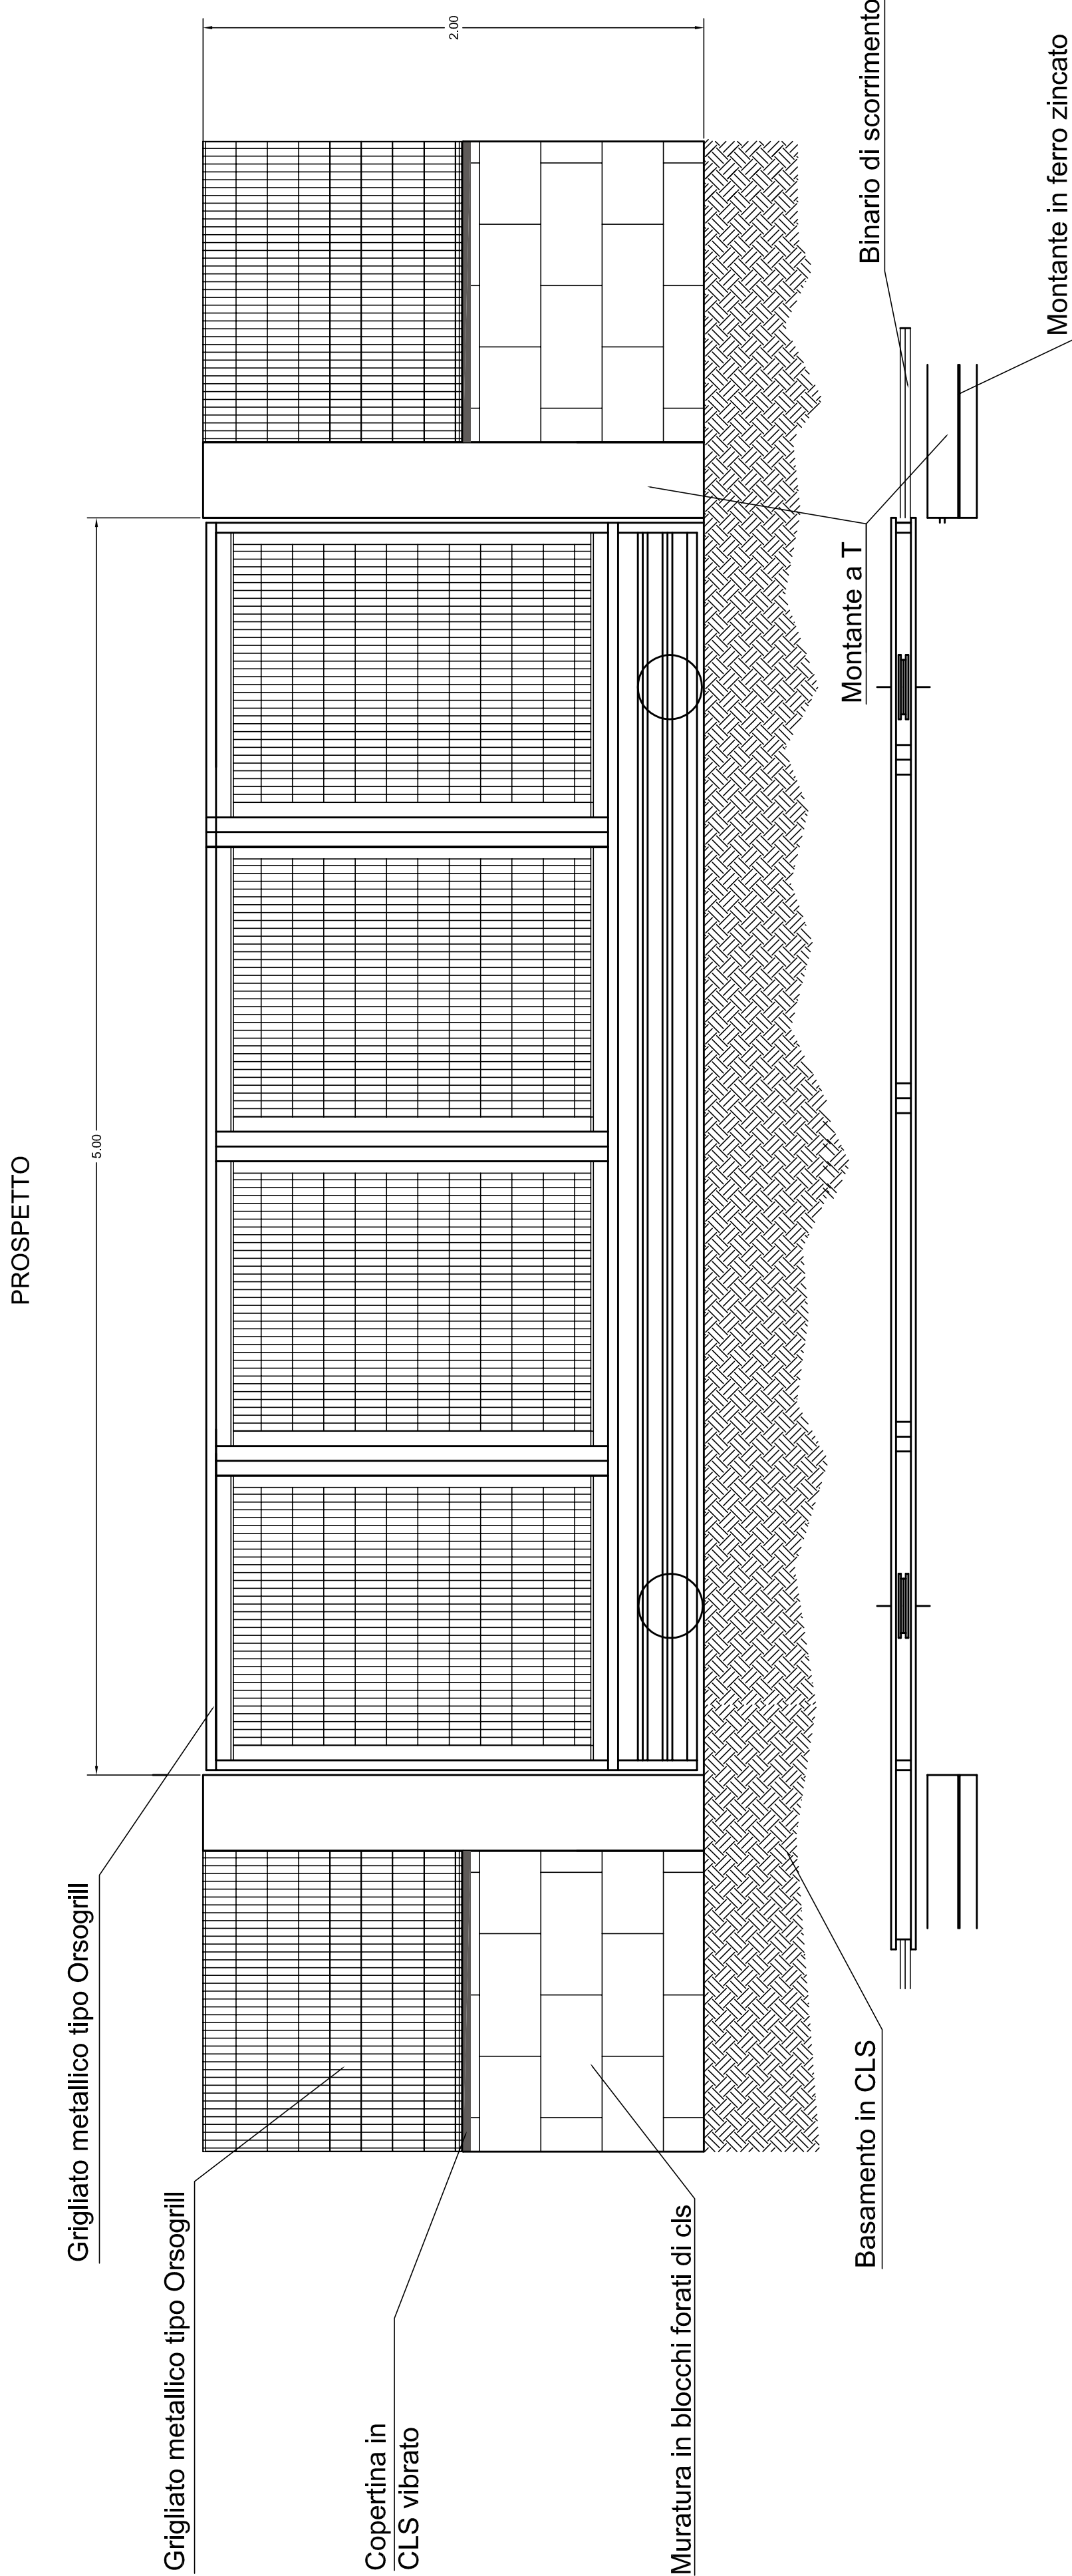 PROSPETTO
5.00
2.00
Grigliato metallico tipo Orsogrill
Grigliato metallico tipo Orsogrill
Copertina in
CLS vibrato
Muratura in blocchi forati di cls
Basamento in CLS
Montante a T
Binario di scorrimento
Montante in ferro zincato